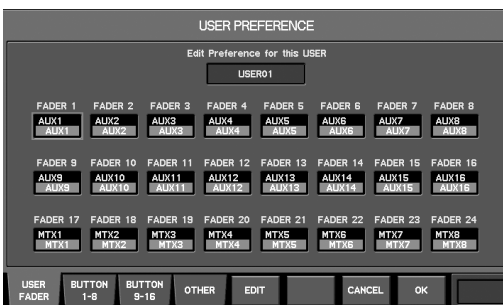 USER PREFERENCE
Edit Preference for this USER
USER01
FADER 1 FADER 2 FADER 3 FADER 4 FADER 5 FADER 6 FADER 7 FADER 8
AUX1 AUX2 AUX3 AUX4 AUX5 AUX6 AUX7 AUX8
AUX1 AUX2 AUX3 AUX4 AUX5 AUX6 AUX7 AUX8
FADER 9 FADER 10 FADER 11 FADER 12 FADER 13 FADER 14 FADER 15 FADER 16
AUX9 AUX10 AUX11 AUX12 AUX13 AUX14 AUX15 AUX16
AUX9 AUX10 AUX11 AUX12 AUX13 AUX14 AUX15 AUX16
FADER 17 FADER 18 FADER 19 FADER 20 FADER 21 FADER 22 FADER 23 FADER 24
MTX1 MTX2 MTX3 MTX4 MTX5 MTX6 MTX7 MTX8
MTX1 MTX2 MTX3 MTX4 MTX5 MTX6 MTX7 MTX8
USER BUTTON BUTTON OTHER EDIT CANCEL OK
FADER 1-8 9-16